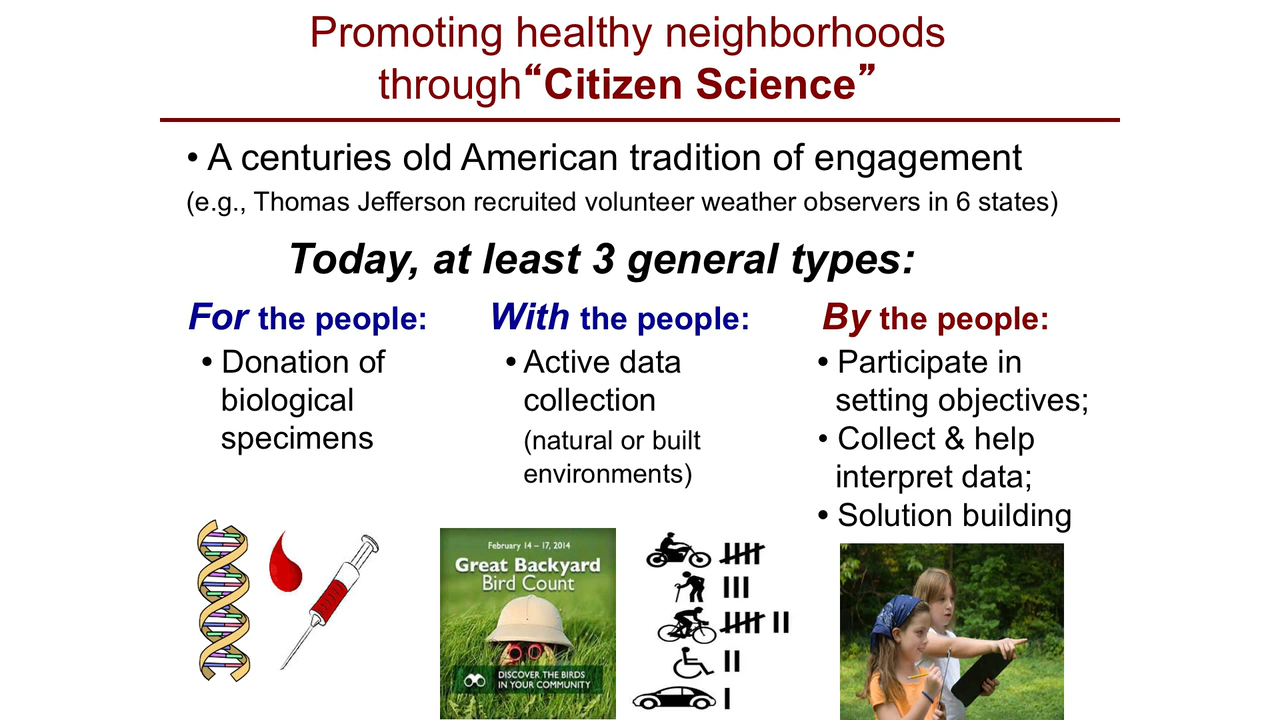 Promoting healthy neighborhoods
through“Citizen Science”
• A centuries old American tradition of engagement
(e.g., Thomas Jefferson recruited volunteer weather observers in 6 states)
Today, at least 3 general types:
For the people:
• Donation of
biological
specimens
With the people:
• Active data
collection
(natural or built
environments)
By the people:
• Participate in
setting objectives;
• Collect & help
interpret data;
• Solution building
February 14 – 17, 2014
Great Backyard
Bird Count
DISCOVER THE BIRDS
IN YOUR COMMUNITY